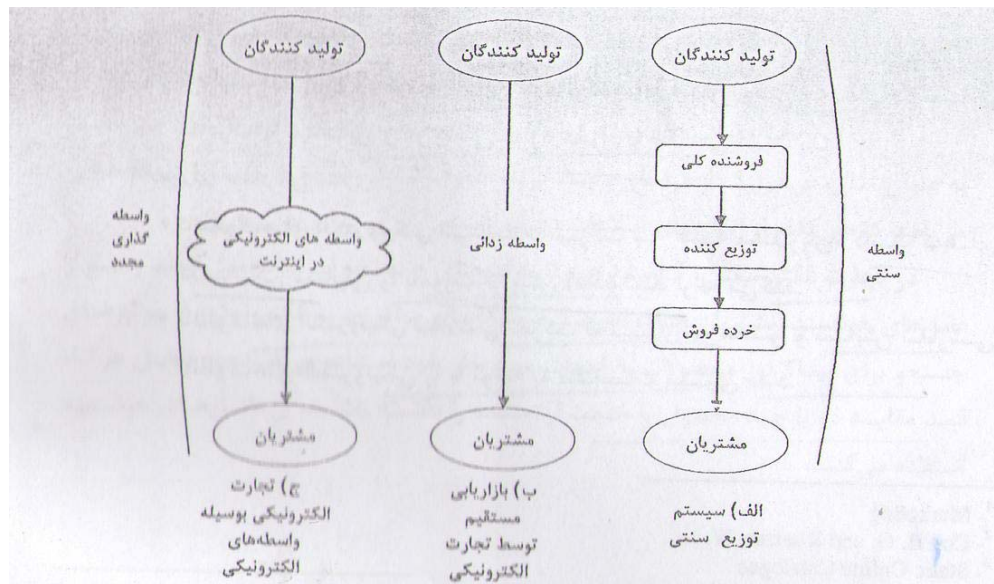 تولید کنندگان
فروشنده کلی
توزیع کننده
خرده فروش
مشتریان
واسطه
سنتی
الف) سیستم
توزیع سنتی
تولید کنندگان
واسطه زدائی
مشتریان
ب) بازاریابی
مستقیم
توسط تجارت
الکترونیکی
تولید کنندگان
واسطه های الکترونیکی
در اینترنت
مشتریان
واسطه
گذاری
مجدد
ج) تجارت
الکترونیکی بوسیله
واسطه‌های
الکترونیکی